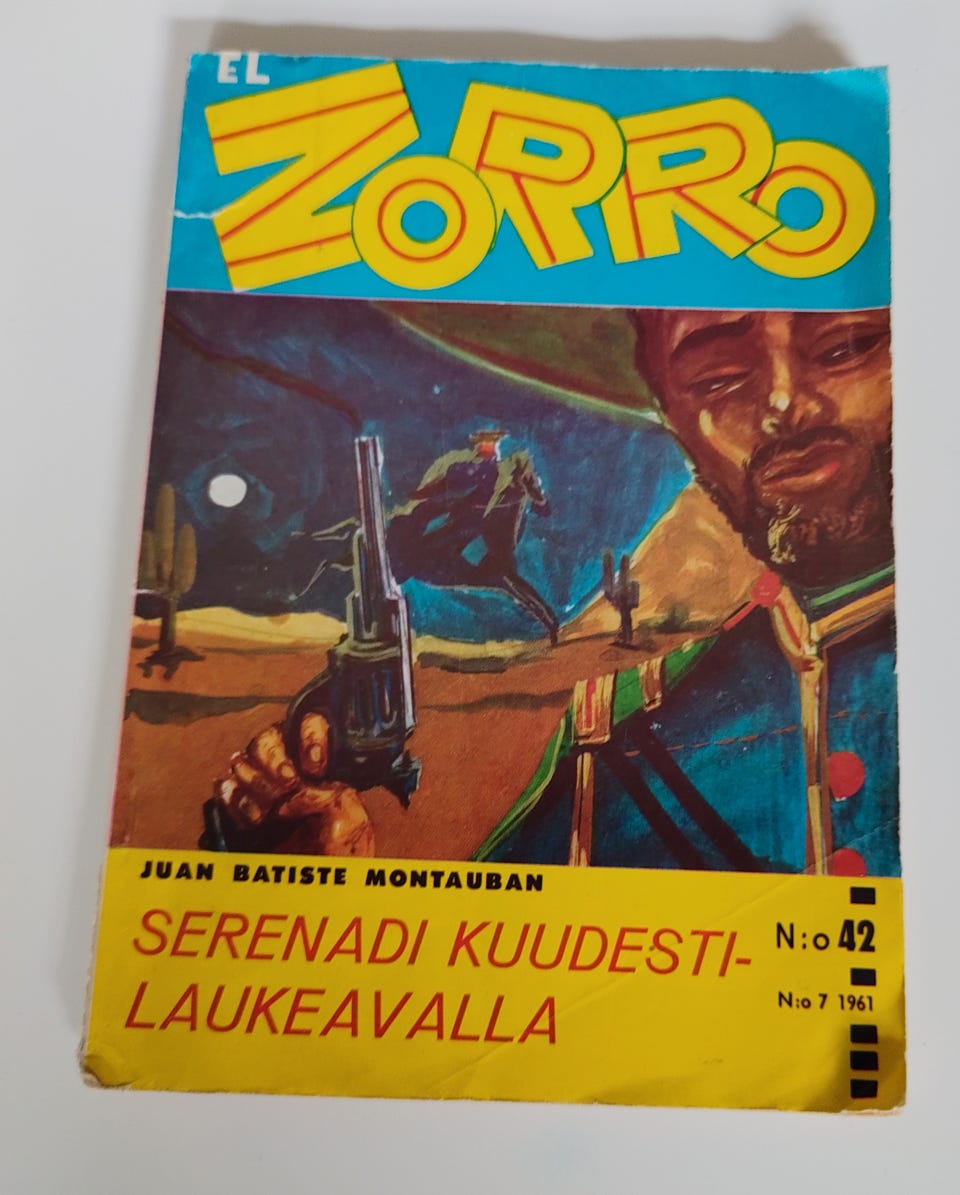 EL
ZORRO
JUAN BATISTE MONTAUBAN
SERENADI KUUDESTI-
LAUKEAVALLA
N:o 42
N:o 7 1961